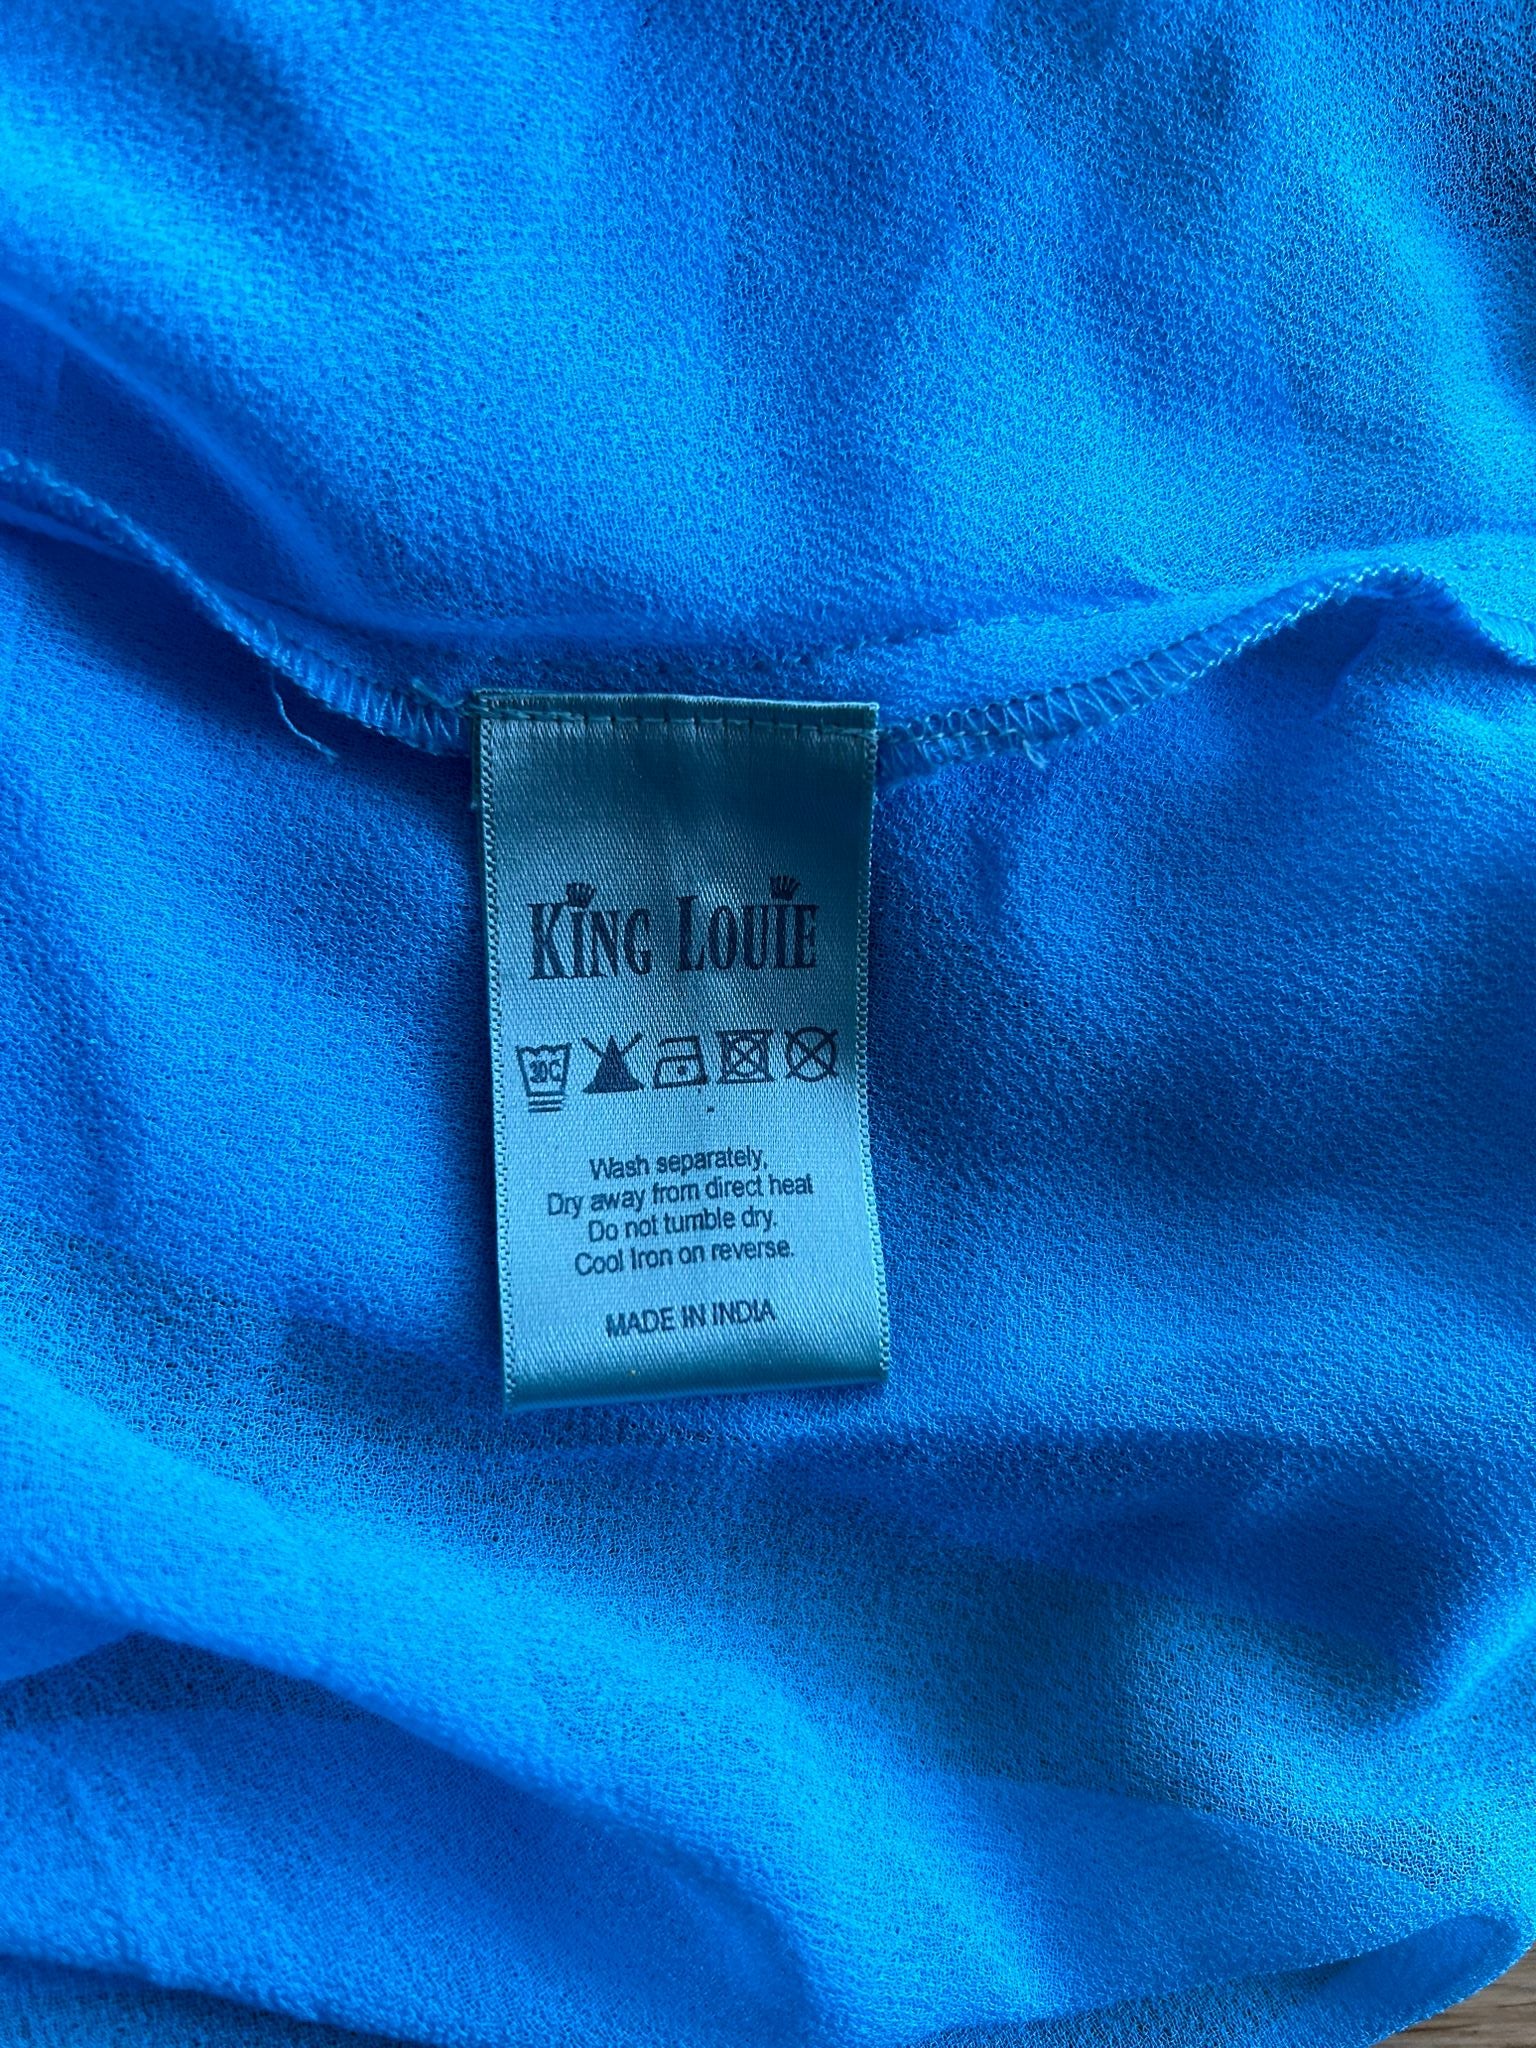 KING LOUIE
30C
Wash separately,
Dry away from direct heat
Do not tumble dry.
Cool Iron on reverse.
MADE IN INDIA